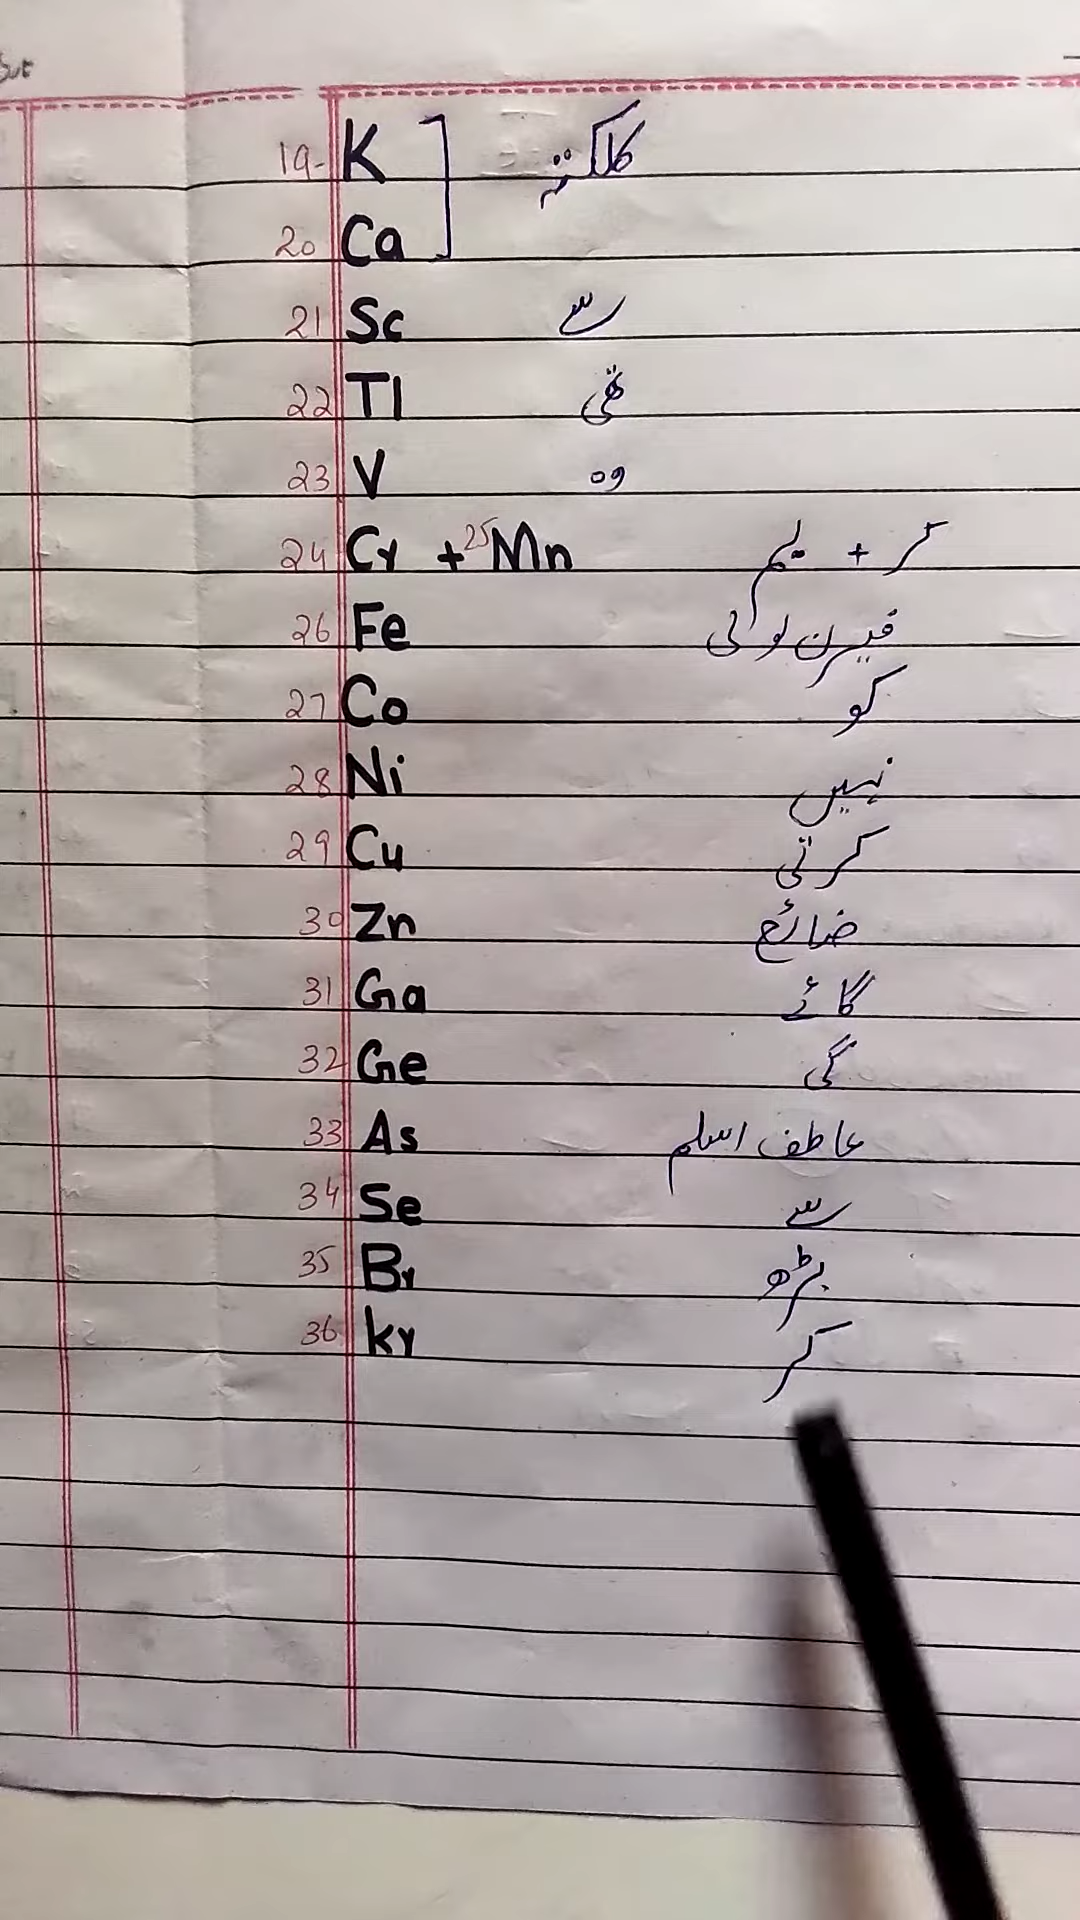 19- K ] کلکتہ
20 Ca
21 Sc سے
22 TI تھی
23 V وہ
24 Cr + 25 Mn کر + یم
26 Fe فیرن لولی
27 Co کو
28 Ni نہیں
29 Cu کرتی
30 Zn ضائع
31 Ga گائے
32 Ge گی
33 As عاطف اسلم
34 Se سے
35 Br بڑھ
36 kr کر